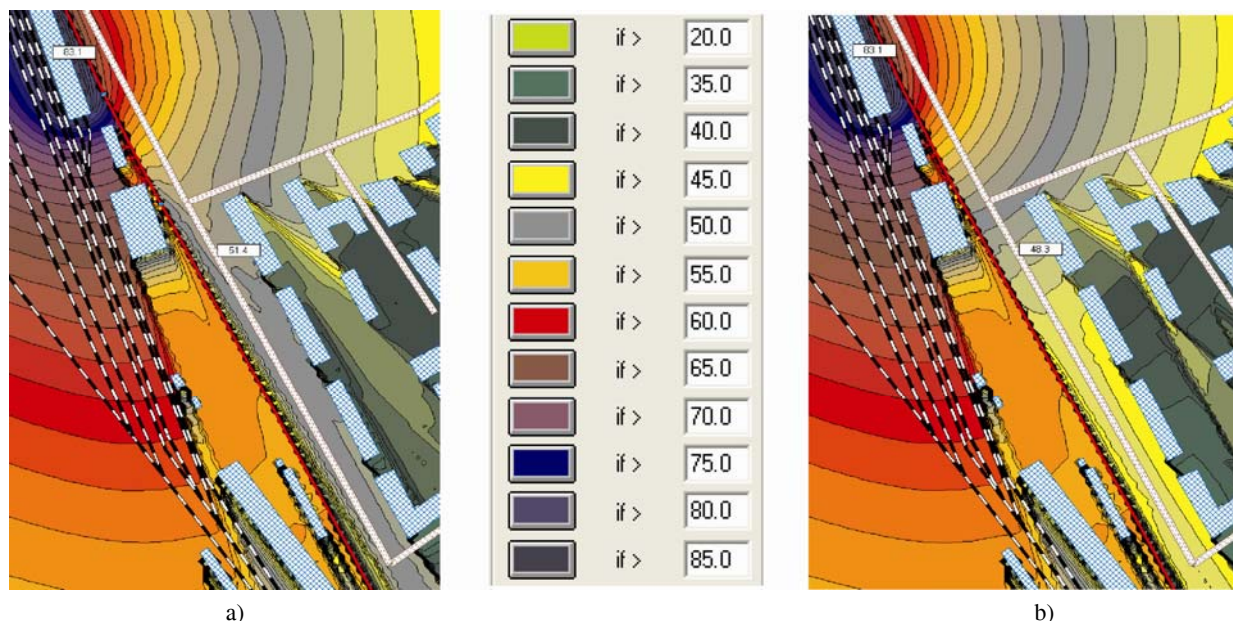 83.1
51.4
if > 20.0
if > 35.0
if > 40.0
if > 45.0
if > 50.0
if > 55.0
if > 60.0
if > 65.0
if > 70.0
if > 75.0
if > 80.0
if > 85.0
83.1
48.3
a)
b)